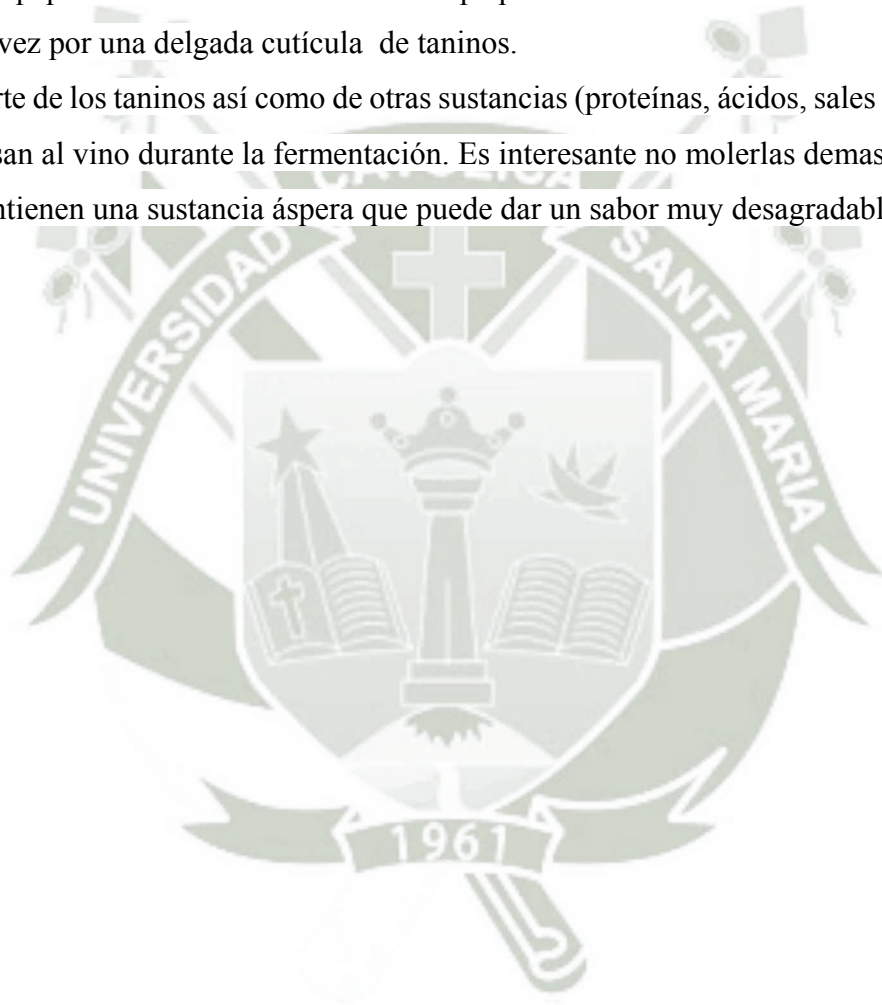 vez por una delgada cutícula de taninos.
rte de los taninos así como de otras sustancias (proteínas, ácidos, sales
san al vino durante la fermentación. Es interesante no molerlas demas
ntienen una sustancia áspera que puede dar un sabor muy desagradabl
CATOLICA
UNIVERSIDAD
SANTA MARIA
1961